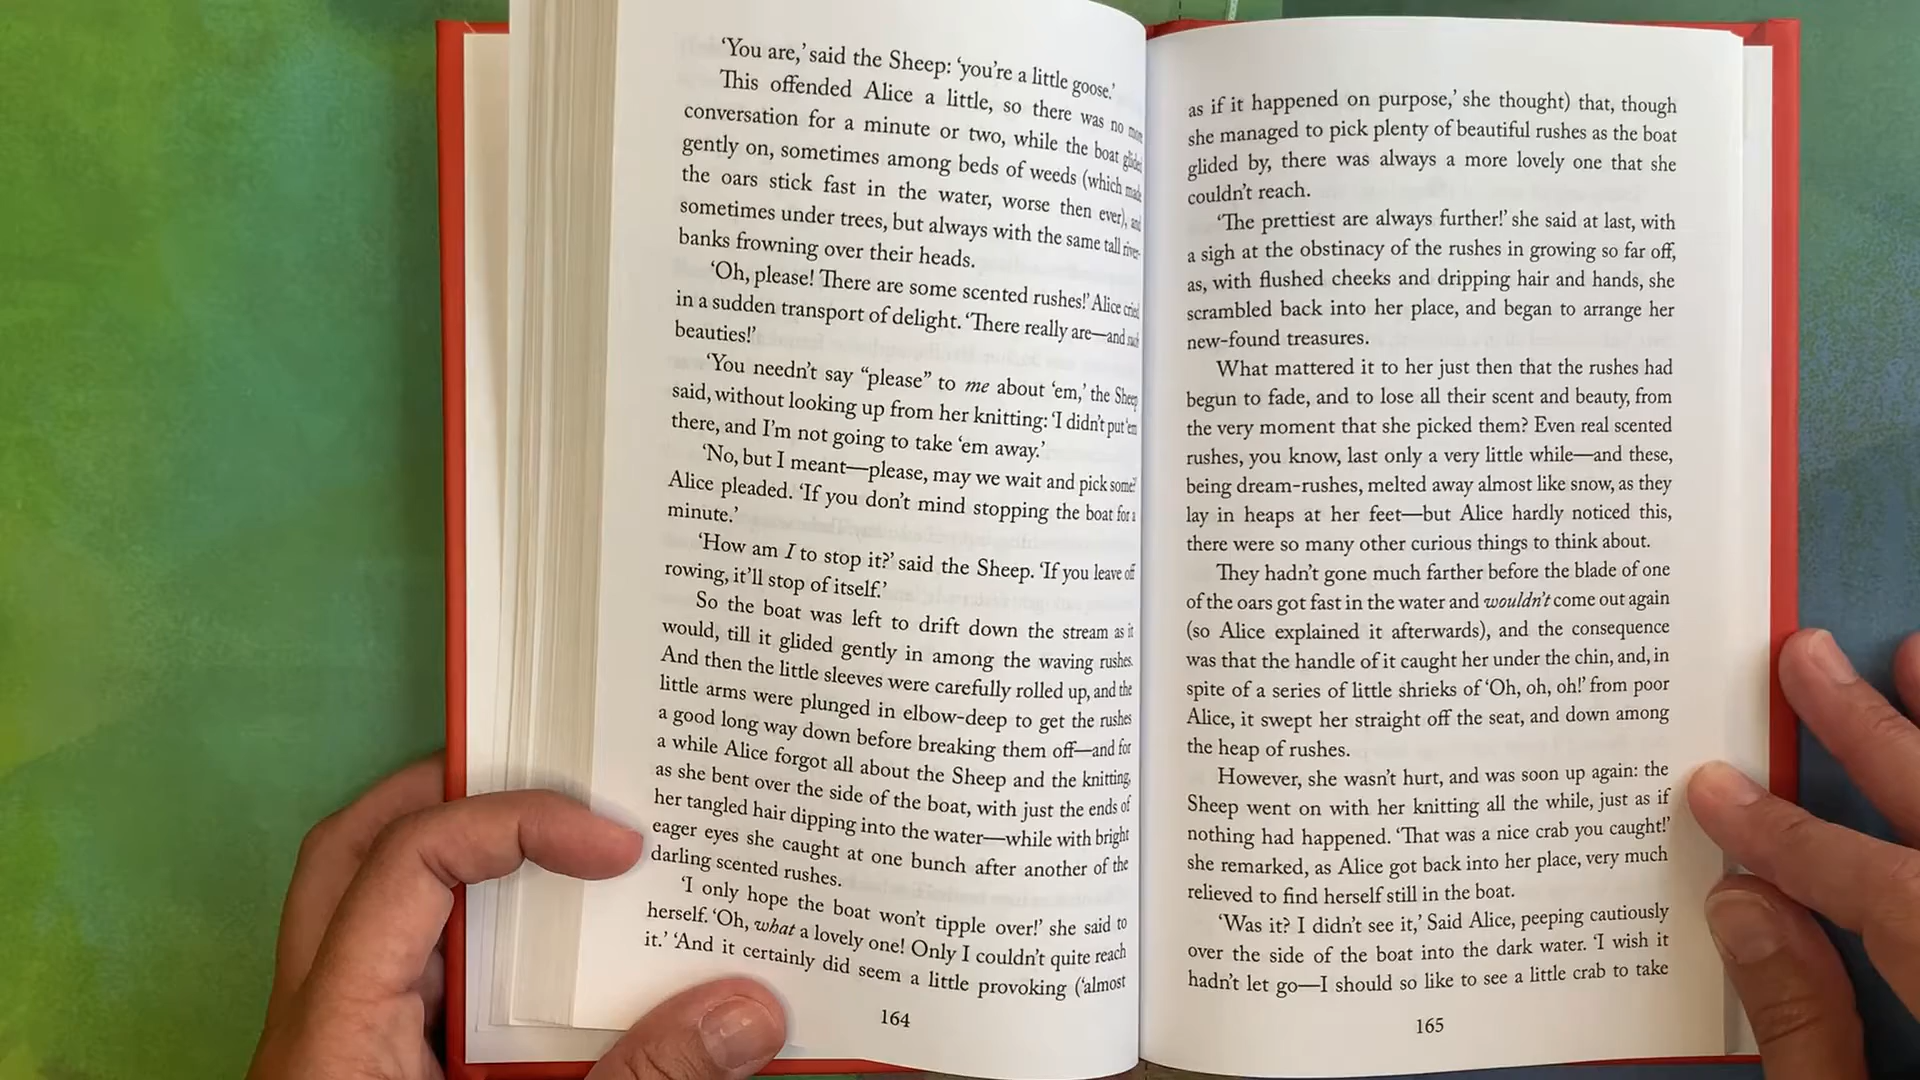 ‘You are,’ said the Sheep: ‘you’re a little goose.’
This offended Alice a little, so there was no more
conversation for a minute or two, while the boat glided
gently on, sometimes among beds of weeds (which made
the oars stick fast in the water, worse then ever), and
sometimes under trees, but always with the same tall river-
banks frowning over their heads.
‘Oh, please! There are some scented rushes!’ Alice cried
in a sudden transport of delight. ‘There really are—and such
beauties!’
‘You needn’t say “please” to me about ‘em,’ the Sheep
said, without looking up from her knitting: ‘I didn’t put ‘em
there, and I’m not going to take ‘em away.’
‘No, but I meant—please, may we wait and pick some?’
Alice pleaded. ‘If you don’t mind stopping the boat for a
minute.’
‘How am I to stop it?’ said the Sheep. ‘If you leave off
rowing, it’ll stop of itself.’
So the boat was left to drift down the stream as it
would, till it glided gently in among the waving rushes.
And then the little sleeves were carefully rolled up, and the
little arms were plunged in elbow-deep to get the rushes
a good long way down before breaking them off—and for
a while Alice forgot all about the Sheep and the knitting,
as she bent over the side of the boat, with just the ends of
her tangled hair dipping into the water—while with bright
eager eyes she caught at one bunch after another of the
darling scented rushes.
‘I only hope the boat won’t tipple over!’ she said to
herself. ‘Oh, what a lovely one! Only I couldn’t quite reach
it.’ ‘And it certainly did seem a little provoking (‘almost
164
as if it happened on purpose,’ she thought) that, though
she managed to pick plenty of beautiful rushes as the boat
glided by, there was always a more lovely one that she
couldn’t reach.
‘The prettiest are always further!’ she said at last, with
a sigh at the obstinacy of the rushes in growing so far off,
as, with flushed cheeks and dripping hair and hands, she
scrambled back into her place, and began to arrange her
new-found treasures.
What mattered it to her just then that the rushes had
begun to fade, and to lose all their scent and beauty, from
the very moment that she picked them? Even real scented
rushes, you know, last only a very little while—and these,
being dream-rushes, melted away almost like snow, as they
lay in heaps at her feet—but Alice hardly noticed this,
there were so many other curious things to think about.
They hadn’t gone much farther before the blade of one
of the oars got fast in the water and wouldn’t come out again
(so Alice explained it afterwards), and the consequence
was that the handle of it caught her under the chin, and, in
spite of a series of little shrieks of ‘Oh, oh, oh!’ from poor
Alice, it swept her straight off the seat, and down among
the heap of rushes.
However, she wasn’t hurt, and was soon up again: the
Sheep went on with her knitting all the while, just as if
nothing had happened. ‘That was a nice crab you caught!’
she remarked, as Alice got back into her place, very much
relieved to find herself still in the boat.
‘Was it? I didn’t see it,’ Said Alice, peeping cautiously
over the side of the boat into the dark water. ‘I wish it
hadn’t let go—I should so like to see a little crab to take
165